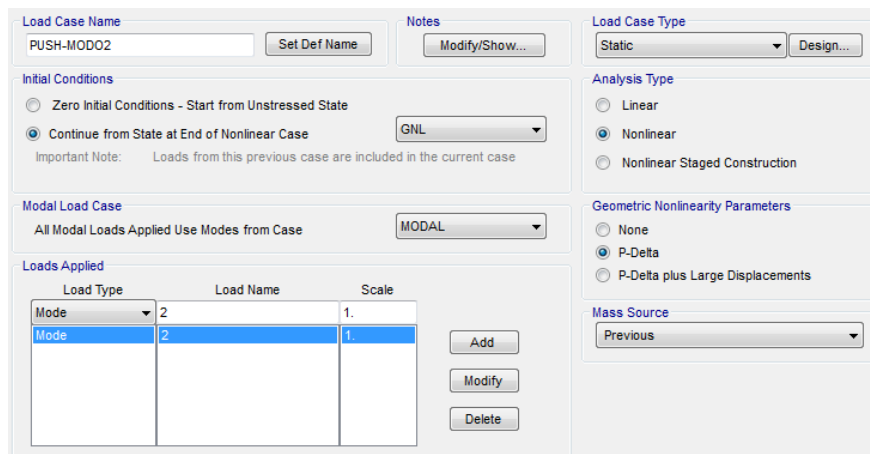 Load Case Name
PUSH-MODO2
Set Def Name
Notes
Modify/Show...
Load Case Type
Static
Design...
Initial Conditions
Zero Initial Conditions - Start from Unstressed State
Continue from State at End of Nonlinear Case
GNL
Important Note: Loads from this previous case are included in the current case
Analysis Type
Linear
Nonlinear
Nonlinear Staged Construction
Modal Load Case
All Modal Loads Applied Use Modes from Case
MODAL
Geometric Nonlinearity Parameters
None
P-Delta
P-Delta plus Large Displacements
Loads Applied
Load Type Load Name Scale
Mode 2 1.
Mode 2 1.
Add
Modify
Delete
Mass Source
Previous